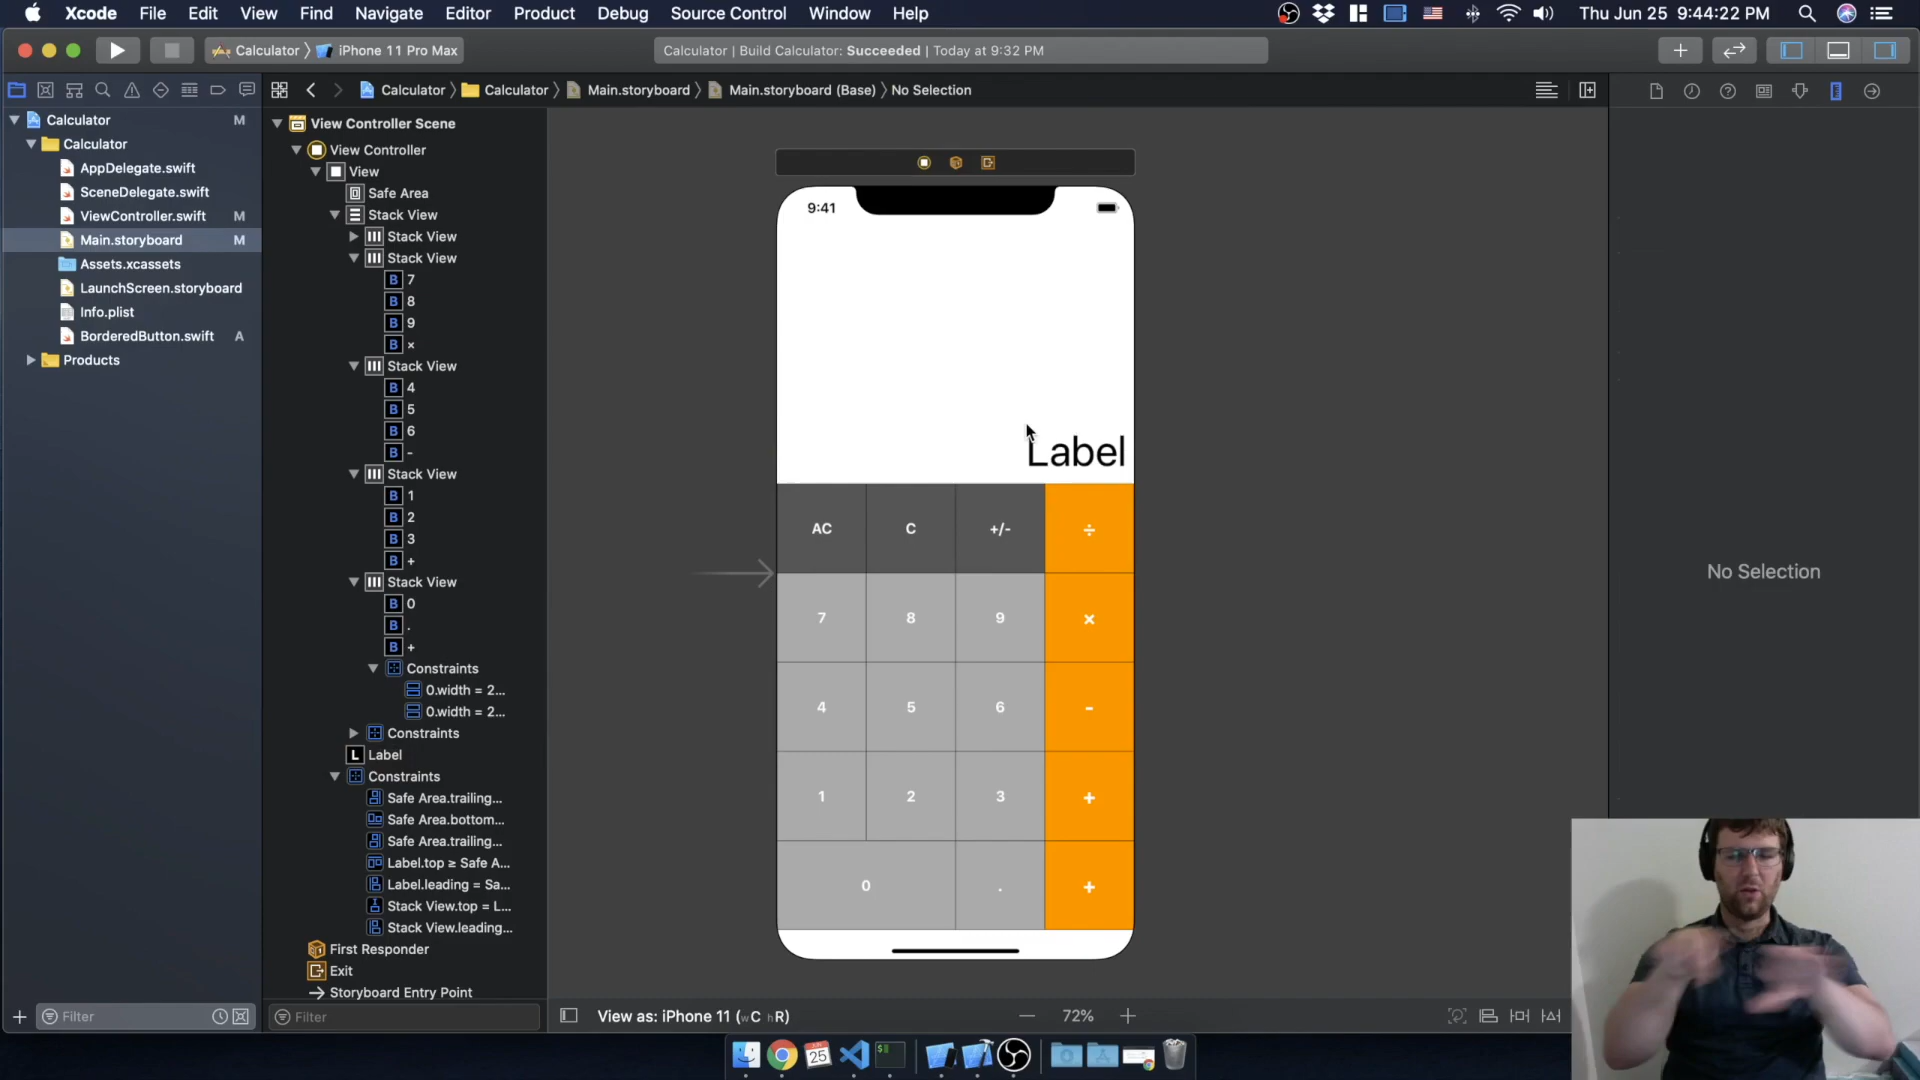 Xcode File Edit View Find Navigate Editor Product Debug Source Control Window Help Thu Jun 25 9:44:22 PM
Calculator iPhone 11 Pro Max
Calculator | Build Calculator: Succeeded | Today at 9:32 PM
Calculator Calculator Main.storyboard Main.storyboard (Base) No Selection
Calculator M
Calculator
AppDelegate.swift
SceneDelegate.swift
ViewController.swift M
Main.storyboard M
Assets.xcassets
LaunchScreen.storyboard
Info.plist
BorderedButton.swift A
Products
Filter
View Controller Scene
View Controller
View
Safe Area
Stack View
Stack View
Stack View
B 7
B 8
B 9
B ×
Stack View
B 4
B 5
B 6
B -
Stack View
B 1
B 2
B 3
B +
Stack View
B 0
B .
B +
Constraints
0.width = 2...
0.width = 2...
Constraints
L Label
Constraints
Safe Area.trailing...
Safe Area.bottom...
Safe Area.trailing...
Label.top ≥ Safe A...
Label.leading = Sa...
Stack View.top = L...
Stack View.leading...
First Responder
Exit
Storyboard Entry Point
Filter
9:41
Label
AC C +/- ÷
7 8 9 ×
4 5 6 -
1 2 3 +
0 . +
View as: iPhone 11 (wC hR)
72%
No Selection
JUN
25
$